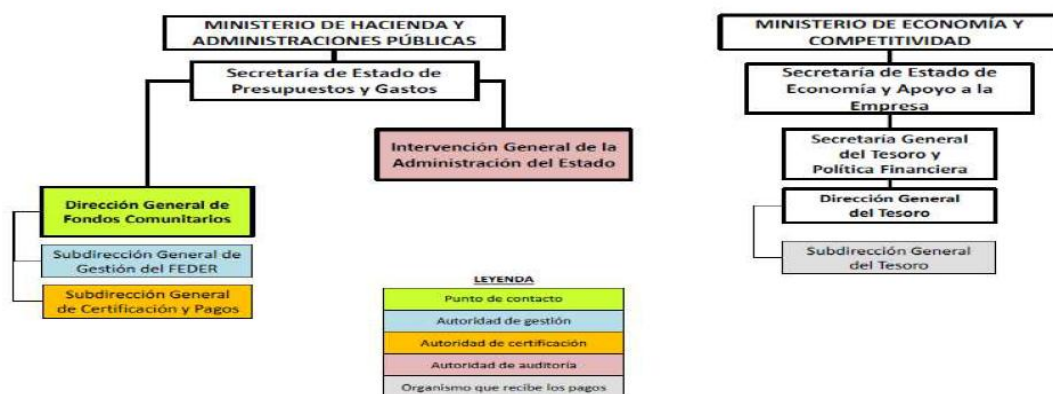 MINISTERIO DE HACIENDA Y
ADMINISTRACIONES PÚBLICAS
Secretaría de Estado de
Presupuestos y Gastos
Intervención General de la
Administración del Estado
Dirección General de
Fondos Comunitarios
Subdirección General de
Gestión del FEDER
Subdirección General
de Certificación y Pagos
MINISTERIO DE ECONOMÍA Y
COMPETITIVIDAD
Secretaría de Estado de
Economía y Apoyo a la
Empresa
Secretaría General
del Tesoro y
Política Financiera
Dirección General
del Tesoro
Subdirección General
del Tesoro
LEYENDA
Punto de contacto
Autoridad de gestión
Autoridad de certificación
Autoridad de auditoría
Organismo que recibe los pagos